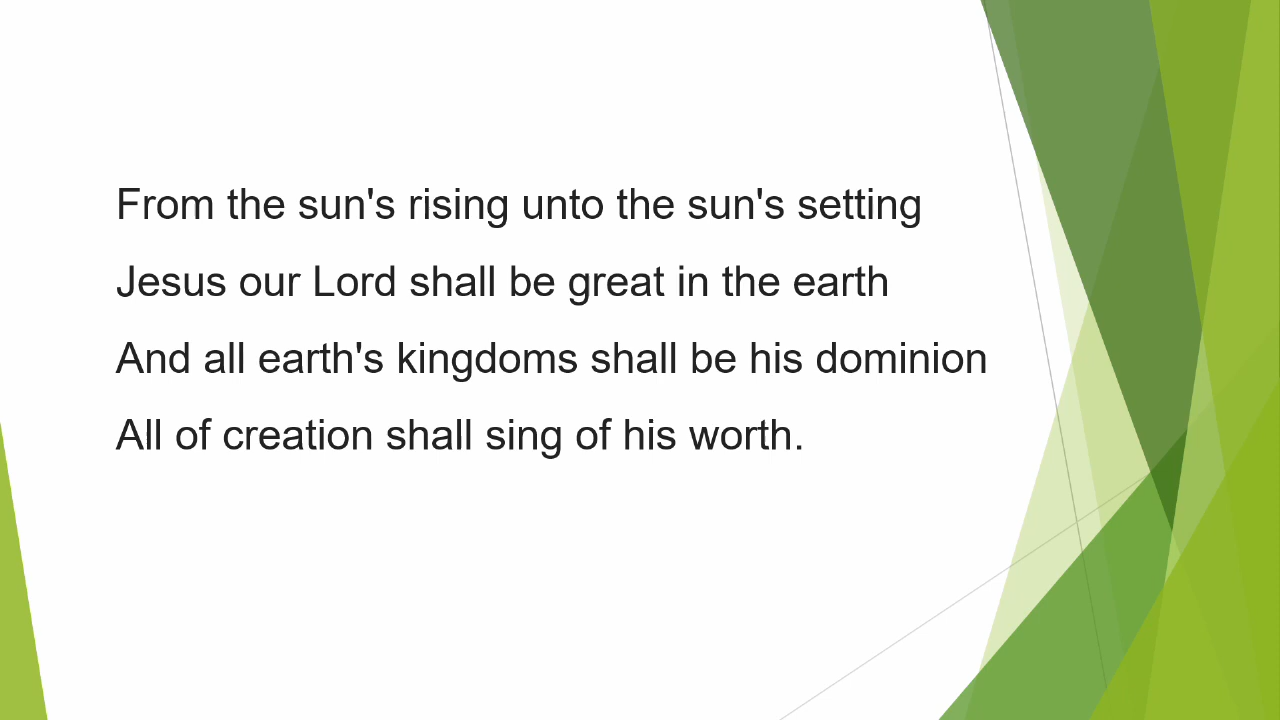 From the sun's rising unto the sun's setting
Jesus our Lord shall be great in the earth
And all earth's kingdoms shall be his dominion
All of creation shall sing of his worth.